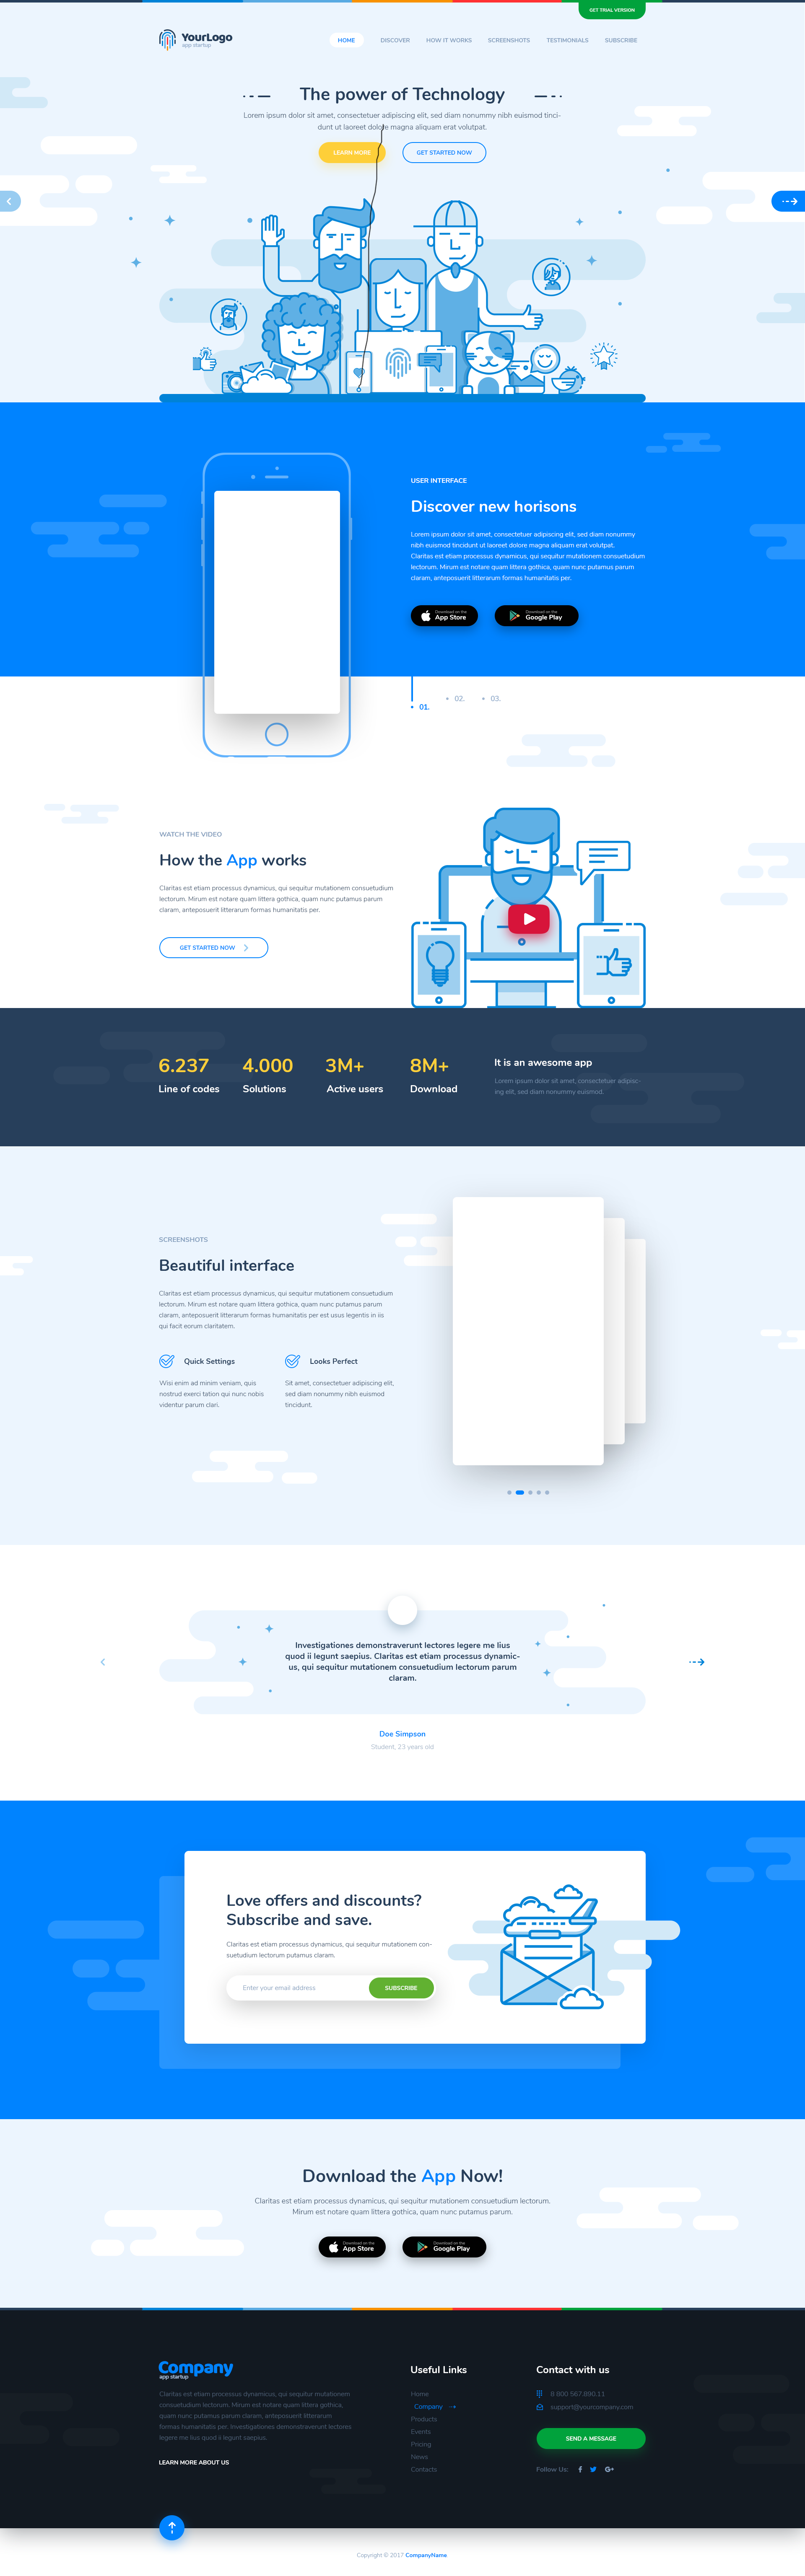 GET TRIAL VERSION
YourLogo
app startup
HOME
DISCOVER
HOW IT WORKS
SCREENSHOTS
TESTIMONIALS
SUBSCRIBE
The power of Technology
Lorem ipsum dolor sit amet, consectetuer adipiscing elit, sed diam nonummy nibh euismod tinci-
dunt ut laoreet dolore magna aliquam erat volutpat.
LEARN MORE
GET STARTED NOW
USER INTERFACE
Discover new horisons
Lorem ipsum dolor sit amet, consectetuer adipiscing elit, sed diam nonummy
nibh euismod tincidunt ut laoreet dolore magna aliquam erat volutpat.
Claritas est etiam processus dynamicus, qui sequitur mutationem consuetudium
lectorum. Mirum est notare quam littera gothica, quam nunc putamus parum
claram, anteposuerit litterarum formas humanitatis per.
Download on the
App Store
Download on the
Google Play
01.
02.
03.
WATCH THE VIDEO
How the App works
Claritas est etiam processus dynamicus, qui sequitur mutationem consuetudium
lectorum. Mirum est notare quam littera gothica, quam nunc putamus parum
claram, anteposuerit litterarum formas humanitatis per.
GET STARTED NOW
6.237
Line of codes
4.000
Solutions
3M+
Active users
8M+
Download
It is an awesome app
Lorem ipsum dolor sit amet, consectetuer adipisc-
ing elit, sed diam nonummy euismod.
SCREENSHOTS
Beautiful interface
Claritas est etiam processus dynamicus, qui sequitur mutationem consuetudium
lectorum. Mirum est notare quam littera gothica, quam nunc putamus parum
claram, anteposuerit litterarum formas humanitatis per est usus legentis in iis
qui facit eorum claritatem.
Quick Settings
Wisi enim ad minim veniam, quis
nostrud exerci tation qui nunc nobis
videntur parum clari.
Looks Perfect
Sit amet, consectetuer adipiscing elit,
sed diam nonummy nibh euismod
tincidunt.
Investigationes demonstraverunt lectores legere me lius
quod ii legunt saepius. Claritas est etiam processus dynamic-
us, qui sequitur mutationem consuetudium lectorum parum
claram.
Doe Simpson
Student, 23 years old
Love offers and discounts?
Subscribe and save.
Claritas est etiam processus dynamicus, qui sequitur mutationem con-
suetudium lectorum putamus claram.
Enter your email address
SUBSCRIBE
Download the App Now!
Claritas est etiam processus dynamicus, qui sequitur mutationem consuetudium lectorum.
Mirum est notare quam littera gothica, quam nunc putamus parum.
Download on the
App Store
Download on the
Google Play
Company
app startup
Claritas est etiam processus dynamicus, qui sequitur mutationem
consuetudium lectorum. Mirum est notare quam littera gothica,
quam nunc putamus parum claram, anteposuerit litterarum
formas humanitatis per. Investigationes demonstraverunt lectores
legere me lius quod ii legunt saepius.
LEARN MORE ABOUT US
Useful Links
Home
Company
Products
Events
Pricing
News
Contacts
Contact with us
8 800 567.890.11
support@yourcompany.com
SEND A MESSAGE
Follow Us:
Copyright © 2017 CompanyName